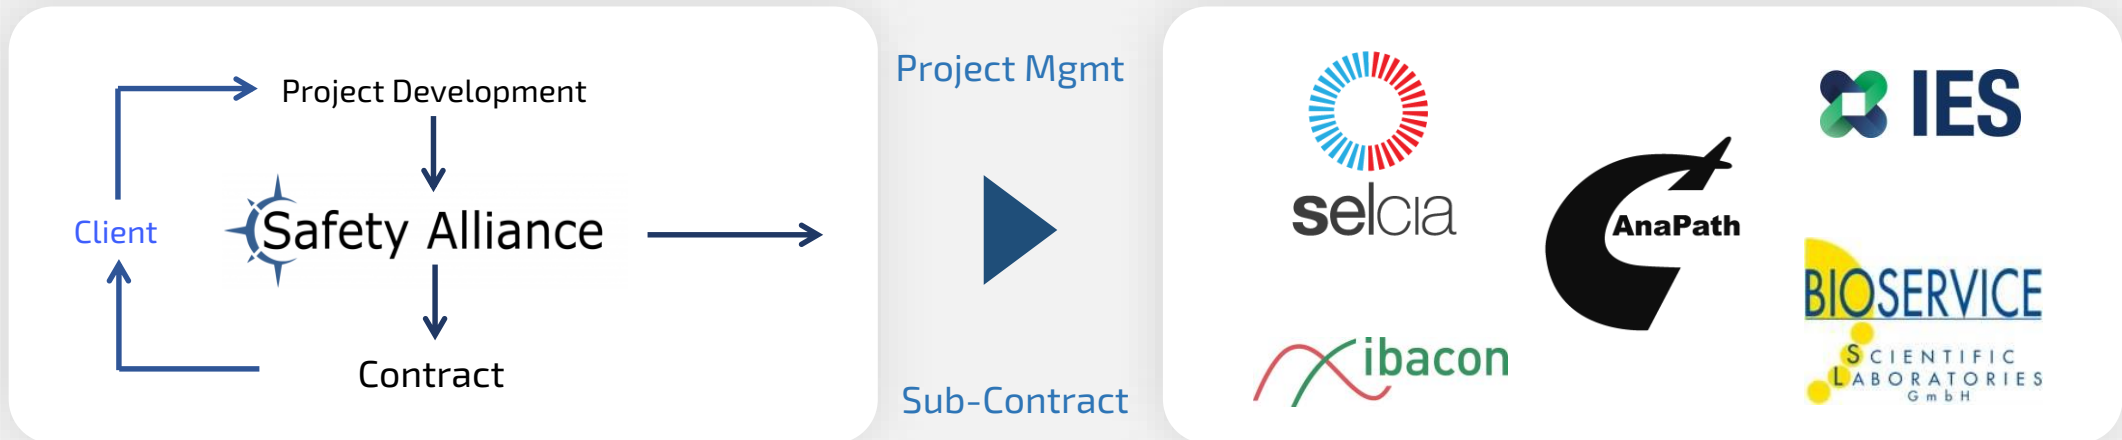 Project Development
Client
Safety Alliance
Contract
Project Mgmt
Sub-Contract
selcia
AnaPath
IES
ibacon
BIOSERVICE
SCIENTIFIC
LABORATORIES
GmbH